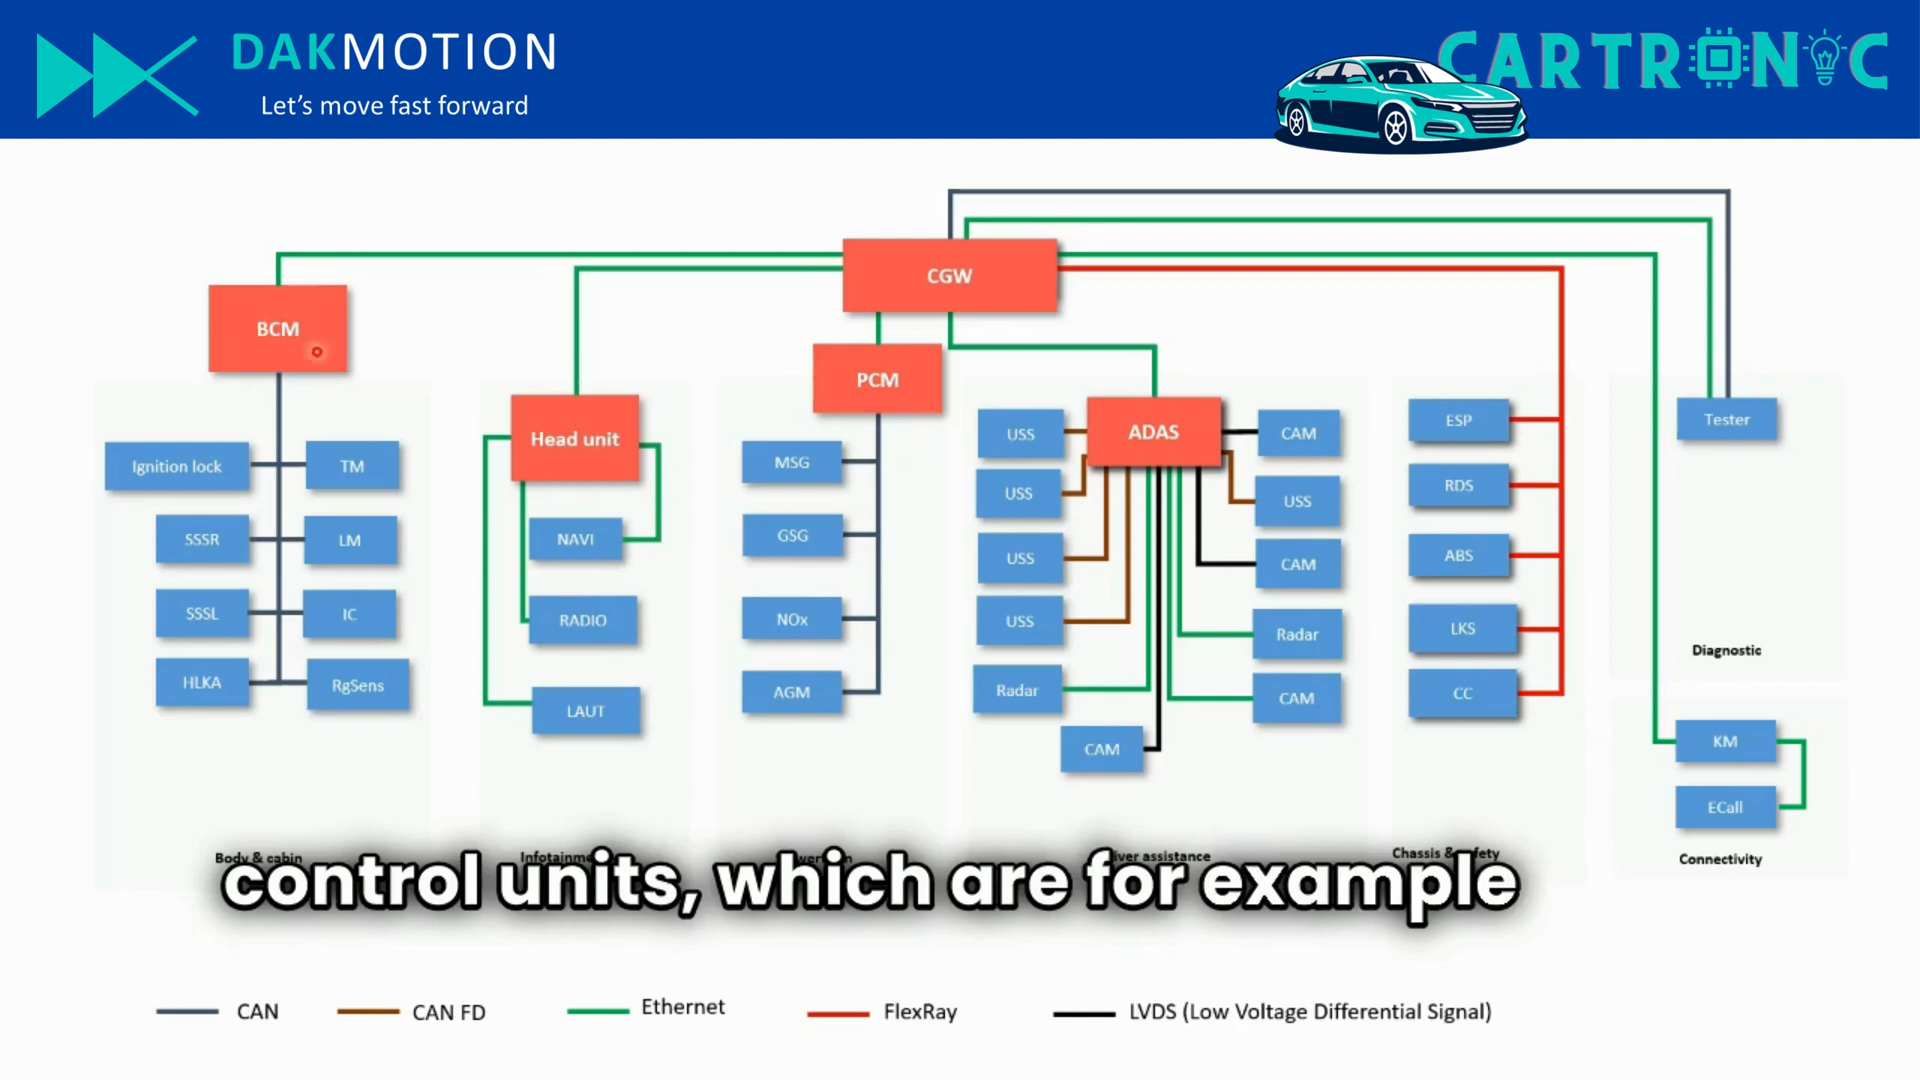 DAKMOTION
Let's move fast forward
CARTRONIC
CGW
BCM
PCM
Head unit
ADAS
Ignition lock
TM
SSSR
LM
SSSL
IC
HLKA
RgSens
NAVI
RADIO
LAUT
MSG
GSG
NOx
AGM
USS
CAM
USS
USS
USS
CAM
USS
Radar
Radar
CAM
CAM
ESP
RDS
ABS
LKS
CC
Tester
Diagnostic
KM
ECall
Connectivity
Body & cabin
Chassis &
assistance
control units, which are for example
CAN
CAN FD
Ethernet
FlexRay
LVDS (Low Voltage Differential Signal)